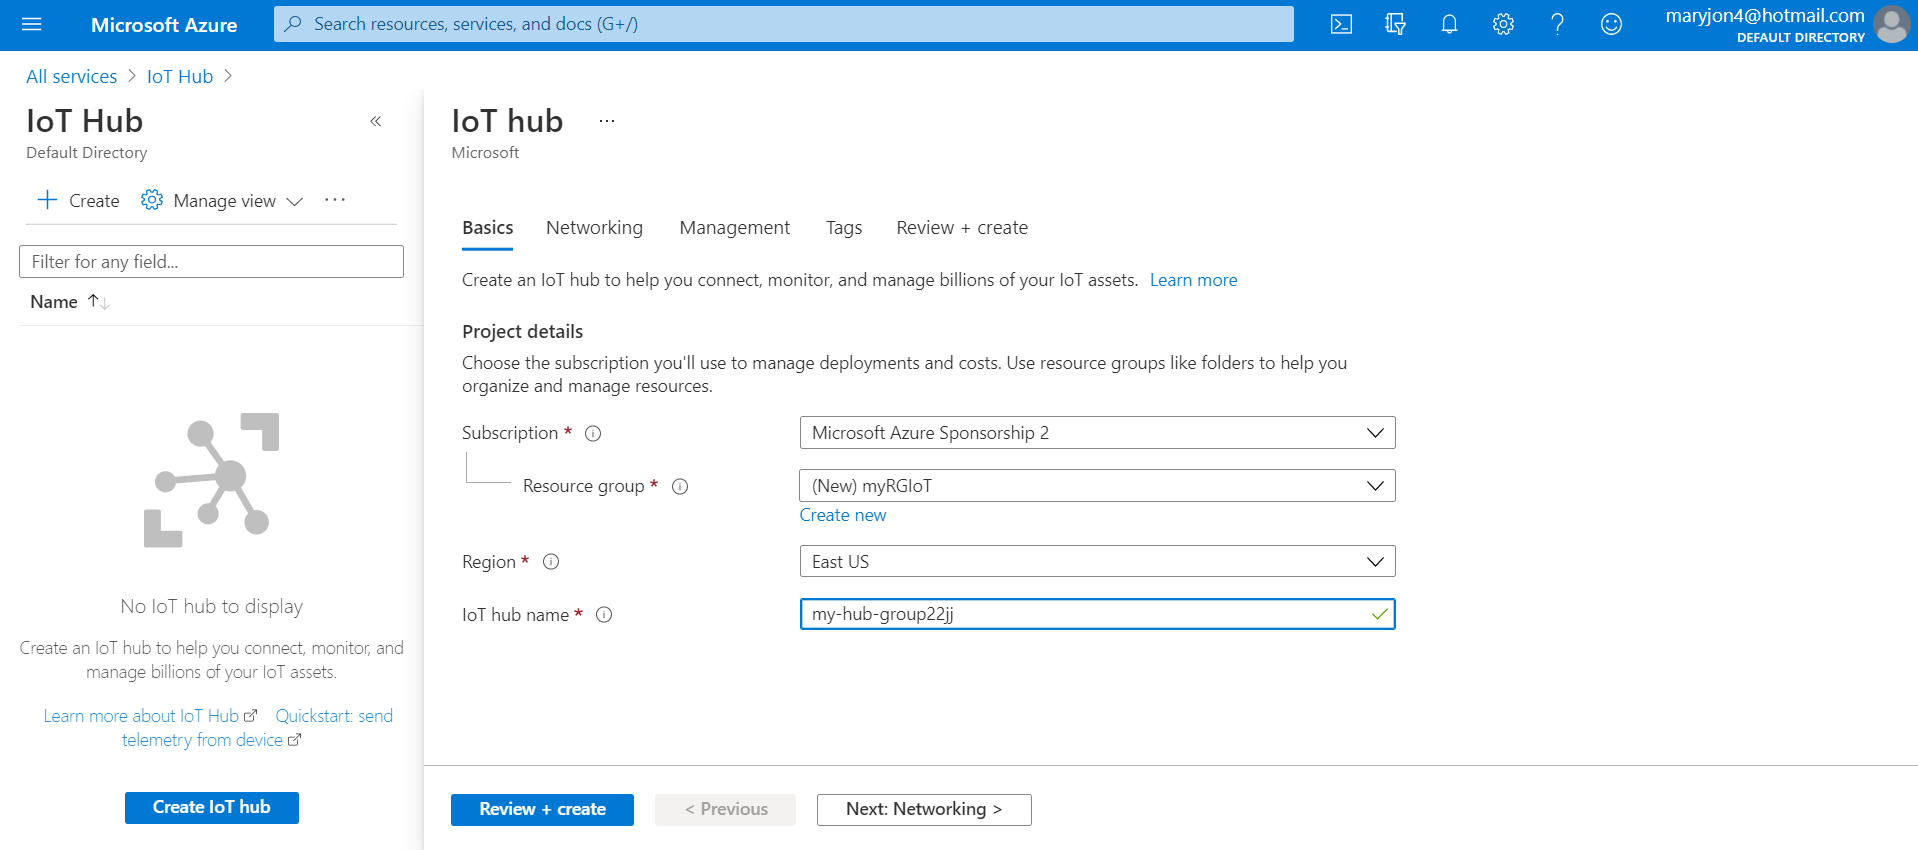 Microsoft Azure
Search resources, services, and docs (G+/)
maryjon4@hotmail.com
DEFAULT DIRECTORY
All services > IoT Hub >
IoT Hub
Default Directory
+ Create Manage view ...
Filter for any field...
Name ↑↓
No IoT hub to display
Create an IoT hub to help you connect, monitor, and
manage billions of your IoT assets.
Learn more about IoT Hub Quickstart: send
telemetry from device
Create IoT hub
IoT hub ...
Microsoft
Basics Networking Management Tags Review + create
Create an IoT hub to help you connect, monitor, and manage billions of your IoT assets. Learn more
Project details
Choose the subscription you'll use to manage deployments and costs. Use resource groups like folders to help you
organize and manage resources.
Subscription * Microsoft Azure Sponsorship 2
Resource group * (New) myRGIoT
Create new
Region * East US
IoT hub name * my-hub-group22jj
Review + create < Previous Next: Networking >